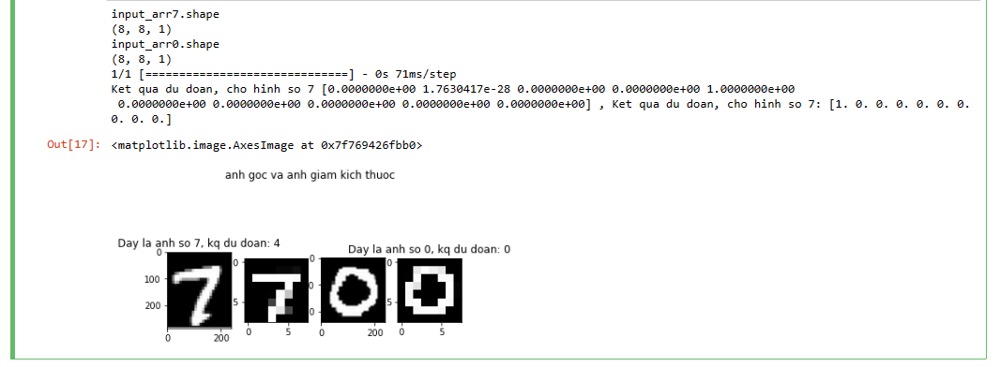 input_arr7.shape
(8, 8, 1)
input_arr0.shape
(8, 8, 1)
1/1 [==============================] - 0s 71ms/step
Ket qua du doan, cho hinh so 7 [0.0000000e+00 1.7630417e-28 0.0000000e+00 0.0000000e+00 1.0000000e+00
0.0000000e+00 0.0000000e+00 0.0000000e+00 0.0000000e+00 0.0000000e+00] , Ket qua du doan, cho hinh so 7: [1. 0. 0. 0. 0. 0. 0.
0. 0. 0.]
Out[17]: <matplotlib.image.AxesImage at 0x7f769426fbb0>
anh goc va anh giam kich thuoc
Day la anh so 7, kq du doan: 4
Day la anh so 0, kq du doan: 0
0 0 0 0
100 0
200 5 0 5
0 200 0 5 0 200 0 5
7 7 0 0